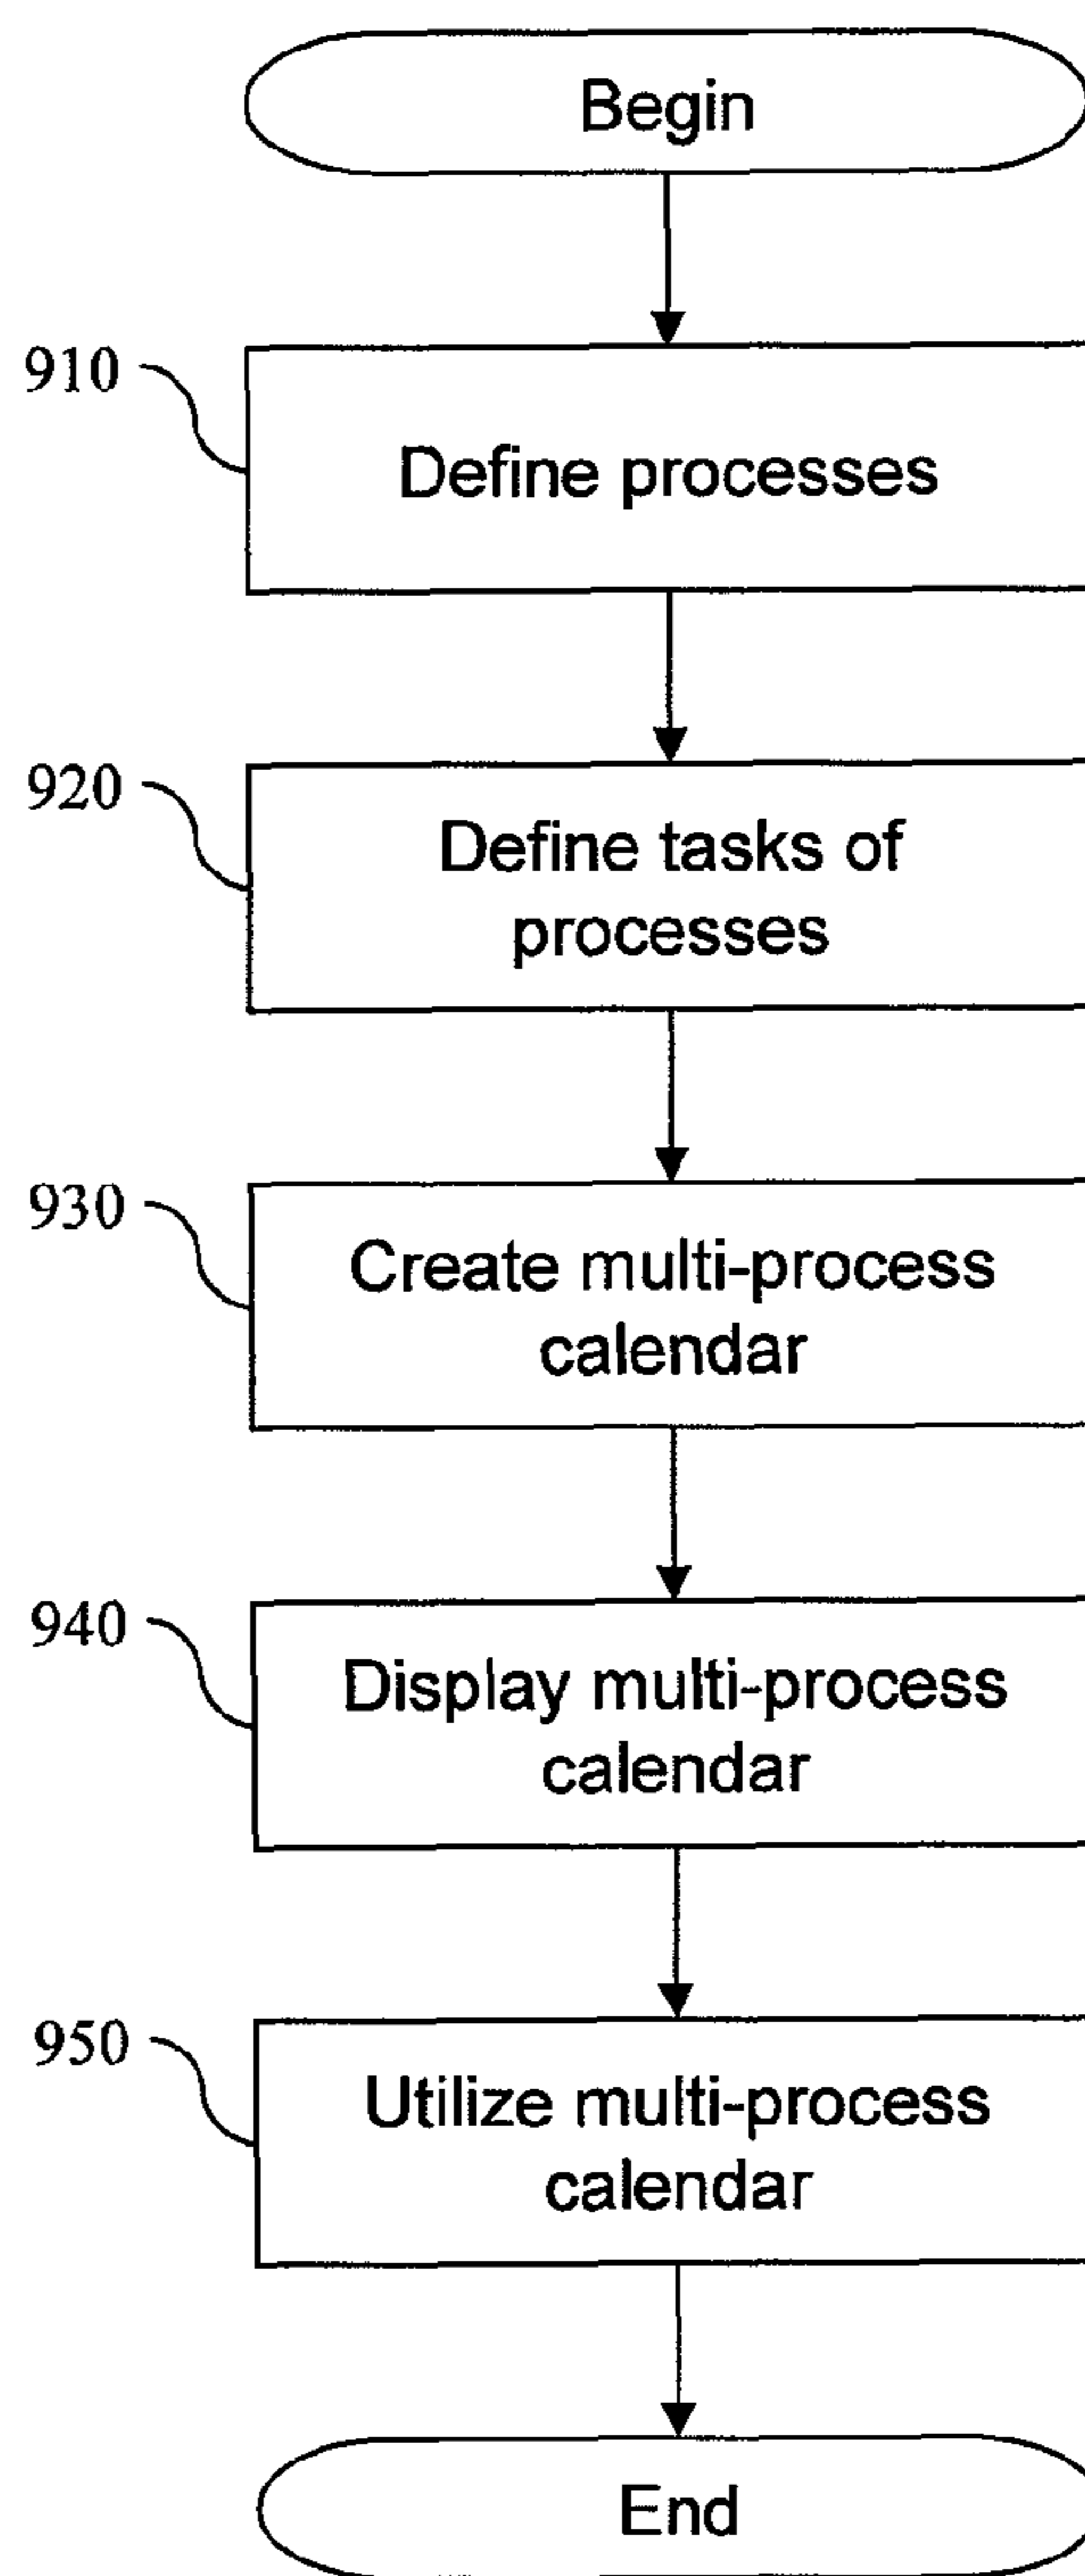 Begin
910
Define processes
920
Define tasks of
processes
930
Create multi-process
calendar
940
Display multi-process
calendar
950
Utilize multi-process
calendar
End